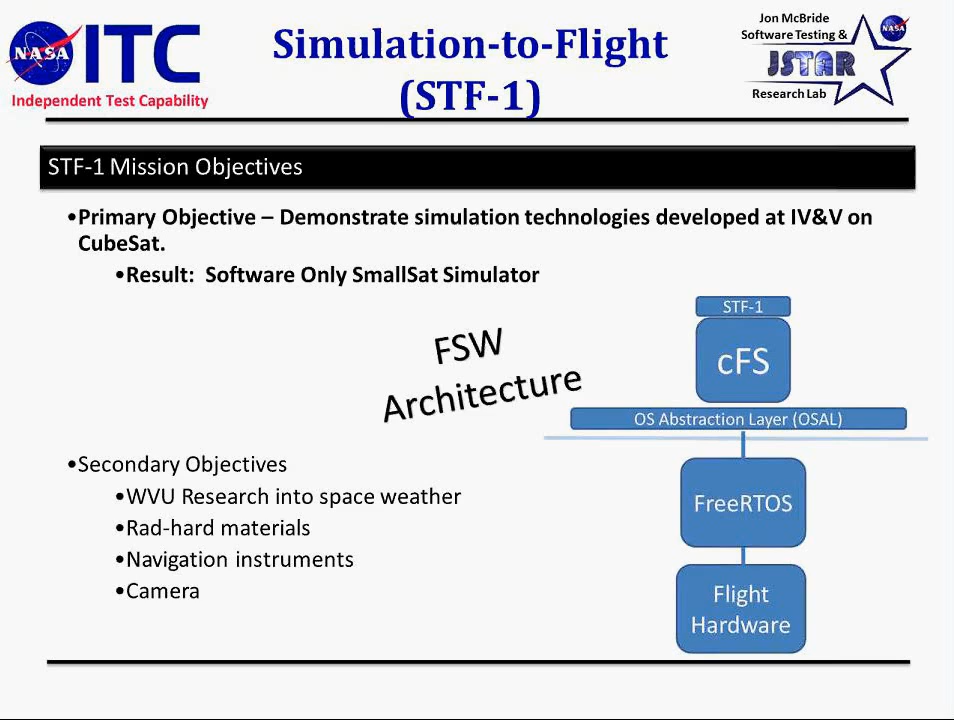 NASA
ITC
Independent Test Capability
Simulation-to-Flight
(STF-1)
Jon McBride
Software Testing &
JSTAR
Research Lab
NASA
STF-1 Mission Objectives
•Primary Objective – Demonstrate simulation technologies developed at IV&V on
CubeSat.
•Result: Software Only SmallSat Simulator
FSW
Architecture
STF-1
cFS
OS Abstraction Layer (OSAL)
FreeRTOS
Flight
Hardware
•Secondary Objectives
•WVU Research into space weather
•Rad-hard materials
•Navigation instruments
•Camera